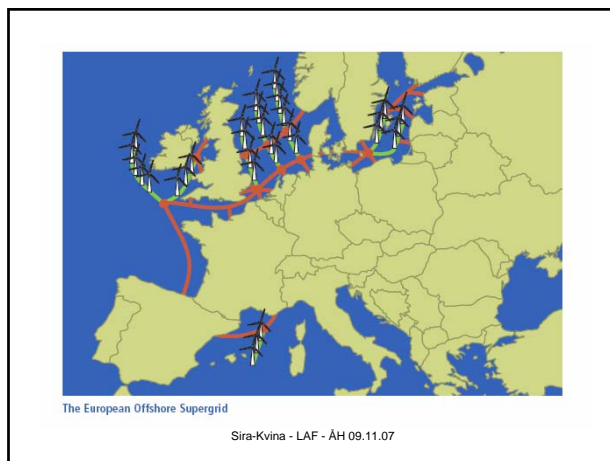 The European Offshore Supergrid
Sira-Kvina - LAF - ÅH 09.11.07